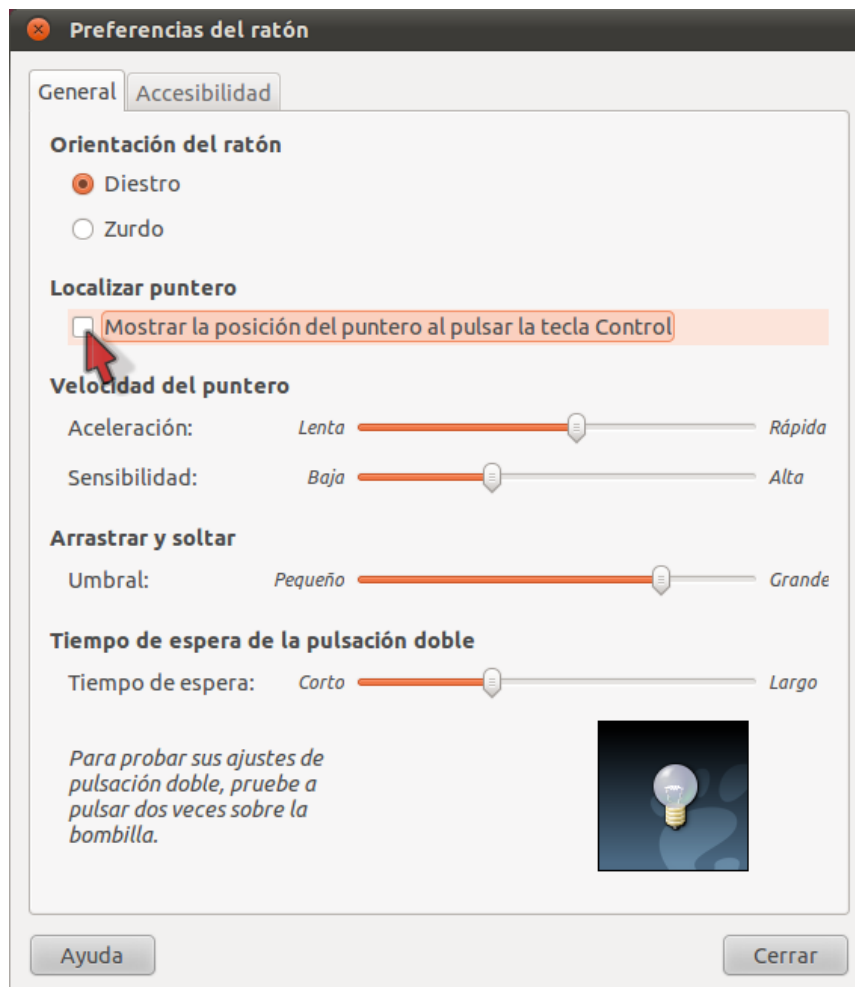 Preferencias del ratón
General Accesibilidad
Orientación del ratón
Diestro
Zurdo
Localizar puntero
Mostrar la posición del puntero al pulsar la tecla Control
Velocidad del puntero
Aceleración: Lenta Rápida
Sensibilidad: Baja Alta
Arrastrar y soltar
Umbral: Pequeño Grande
Tiempo de espera de la pulsación doble
Tiempo de espera: Corto Largo
Para probar sus ajustes de
pulsación doble, pruebe a
pulsar dos veces sobre la
bombilla.
Ayuda Cerrar